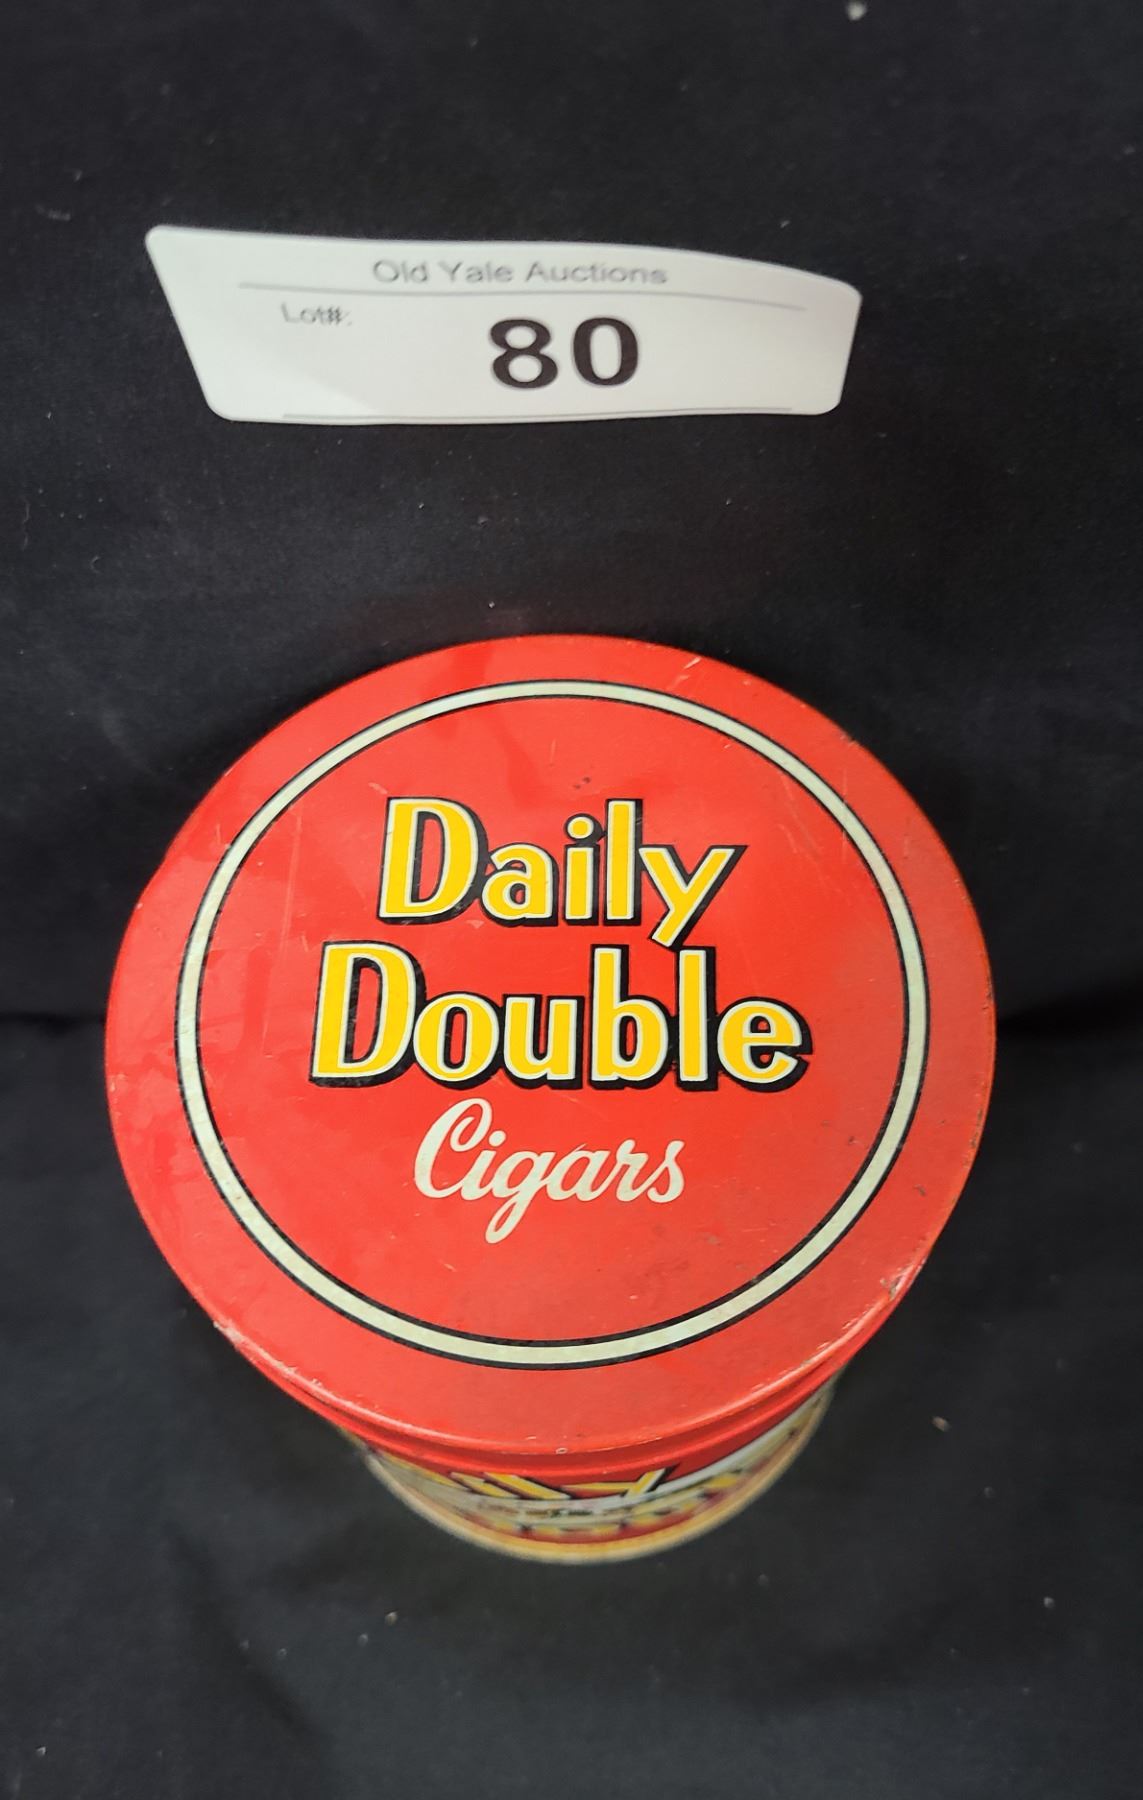 Old Yale Auctions
Lot#:
80
Daily
Double
Cigars